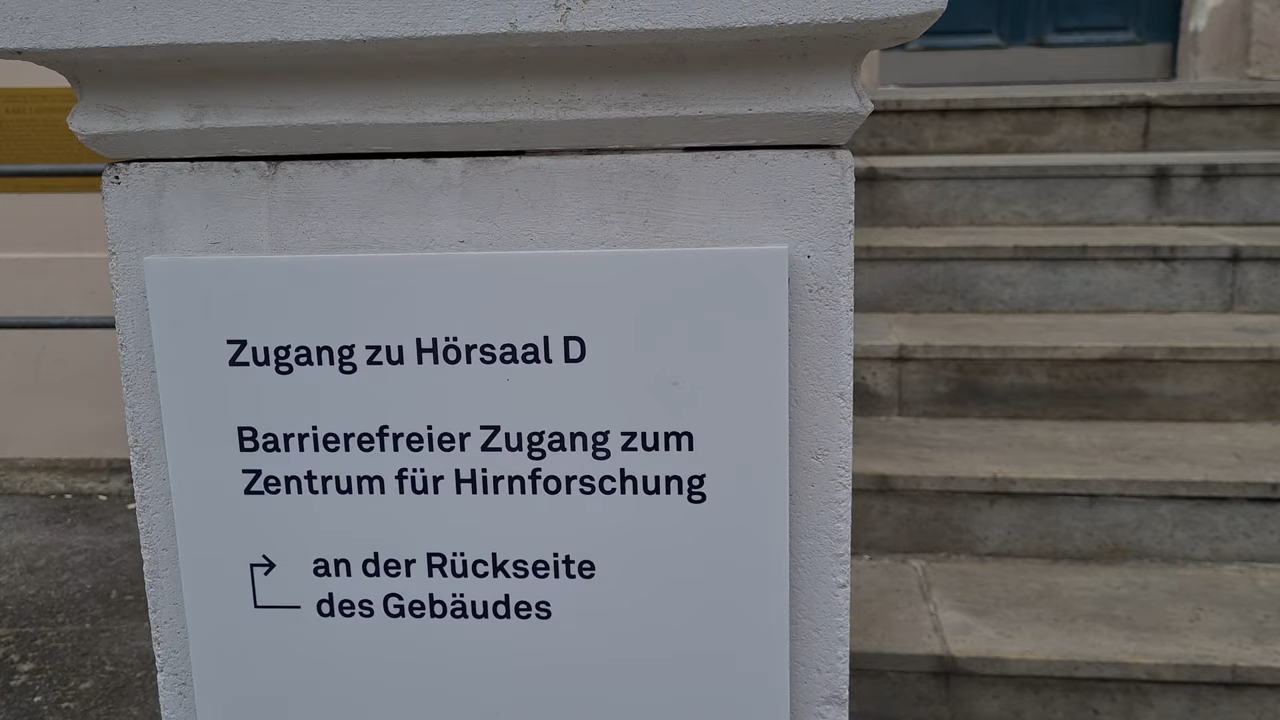 Zugang zu Hörsaal D
Barrierefreier Zugang zum
Zentrum für Hirnforschung
an der Rückseite
des Gebäudes